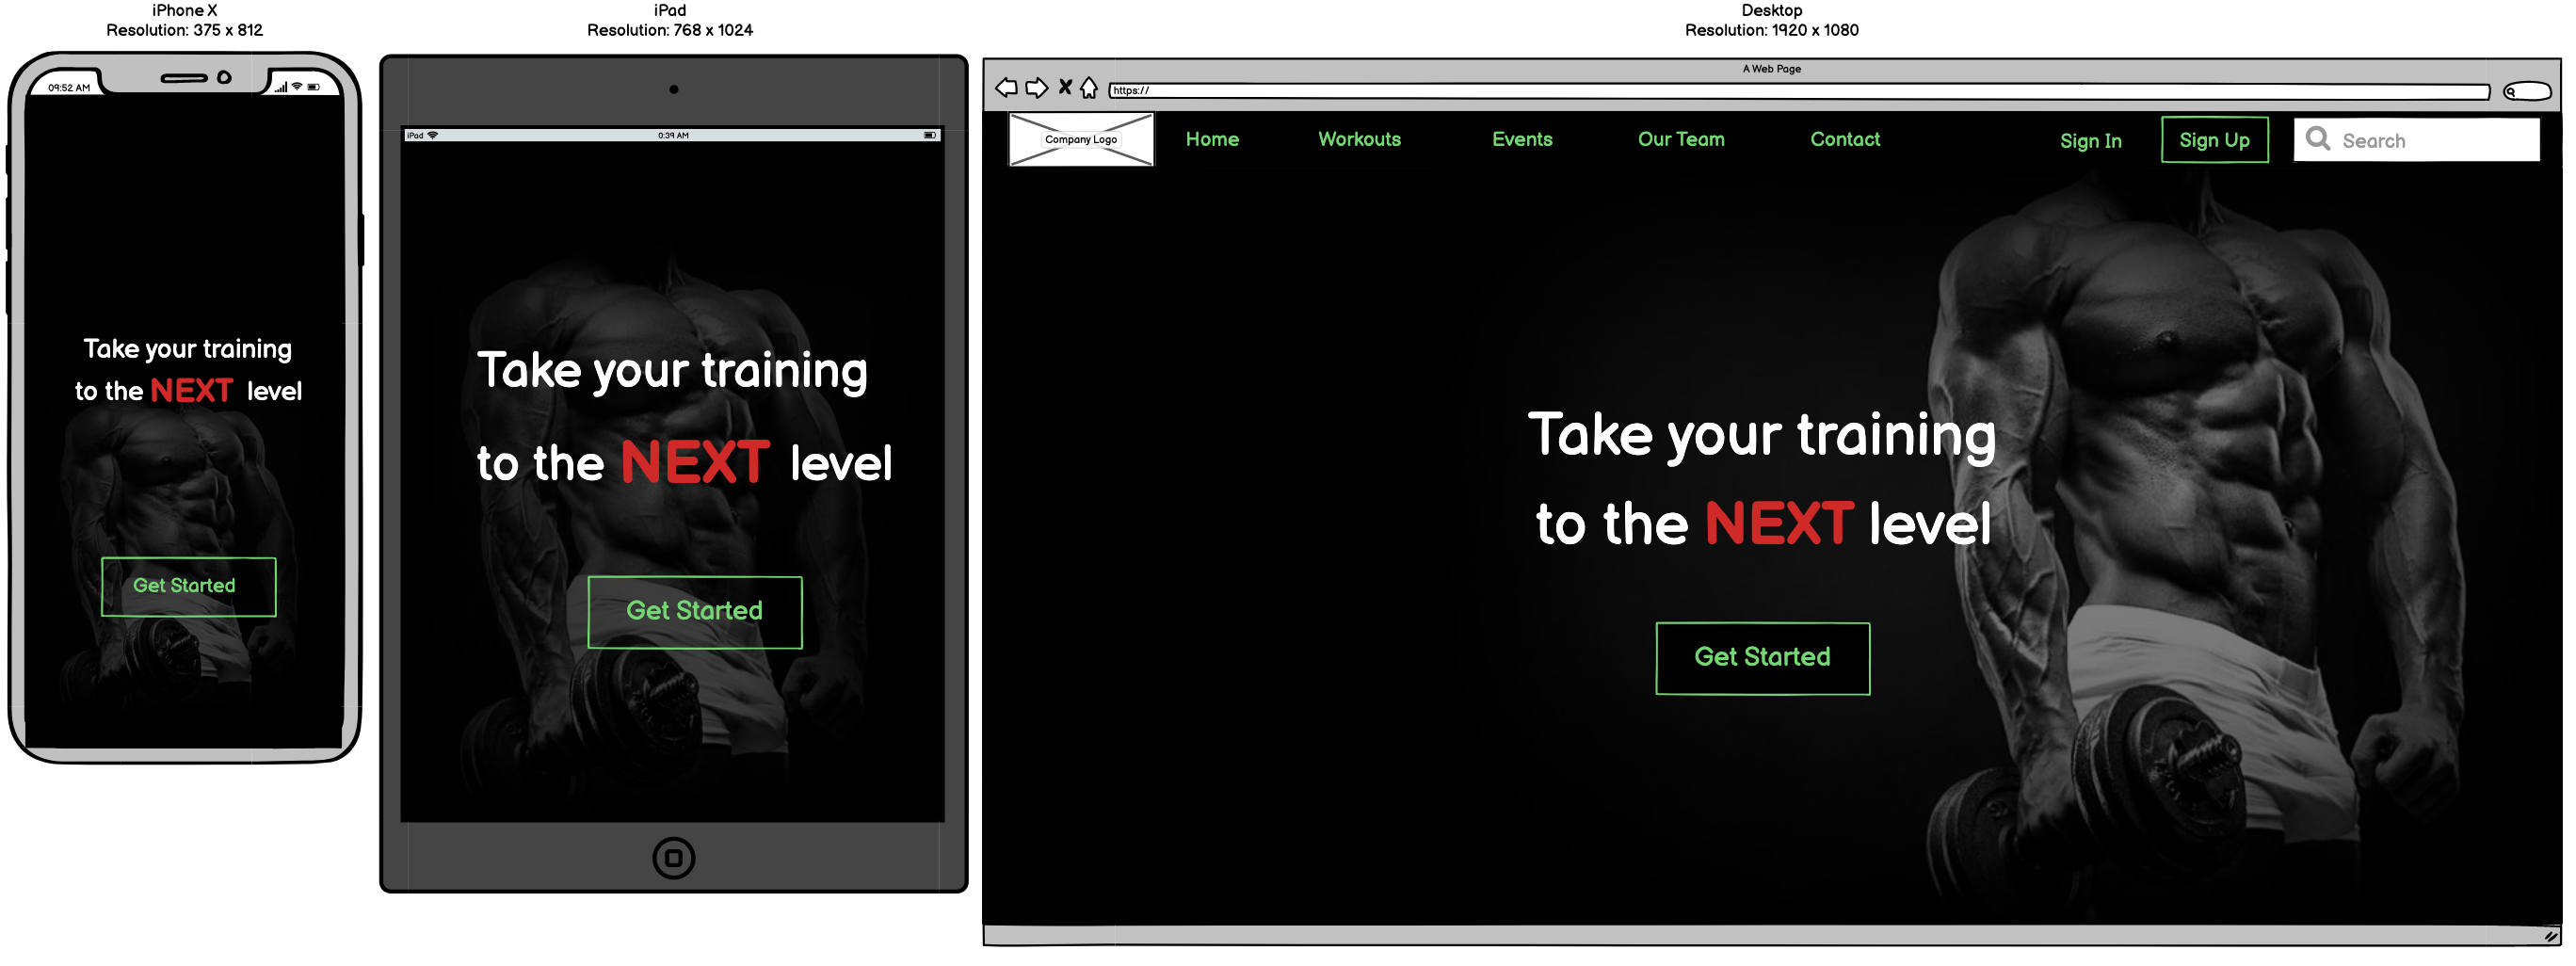 iPhone X
Resolution: 375 x 812
09:52 AM
Take your training
to the NEXT level
Get Started
iPad
Resolution: 768 x 1024
iPad
0:39 AM
Take your training
to the NEXT level
Get Started
Desktop
Resolution: 1920 x 1080
A Web Page
https://
Company Logo
Home
Workouts
Events
Our Team
Contact
Sign In
Sign Up
Search
Take your training
to the NEXT level
Get Started